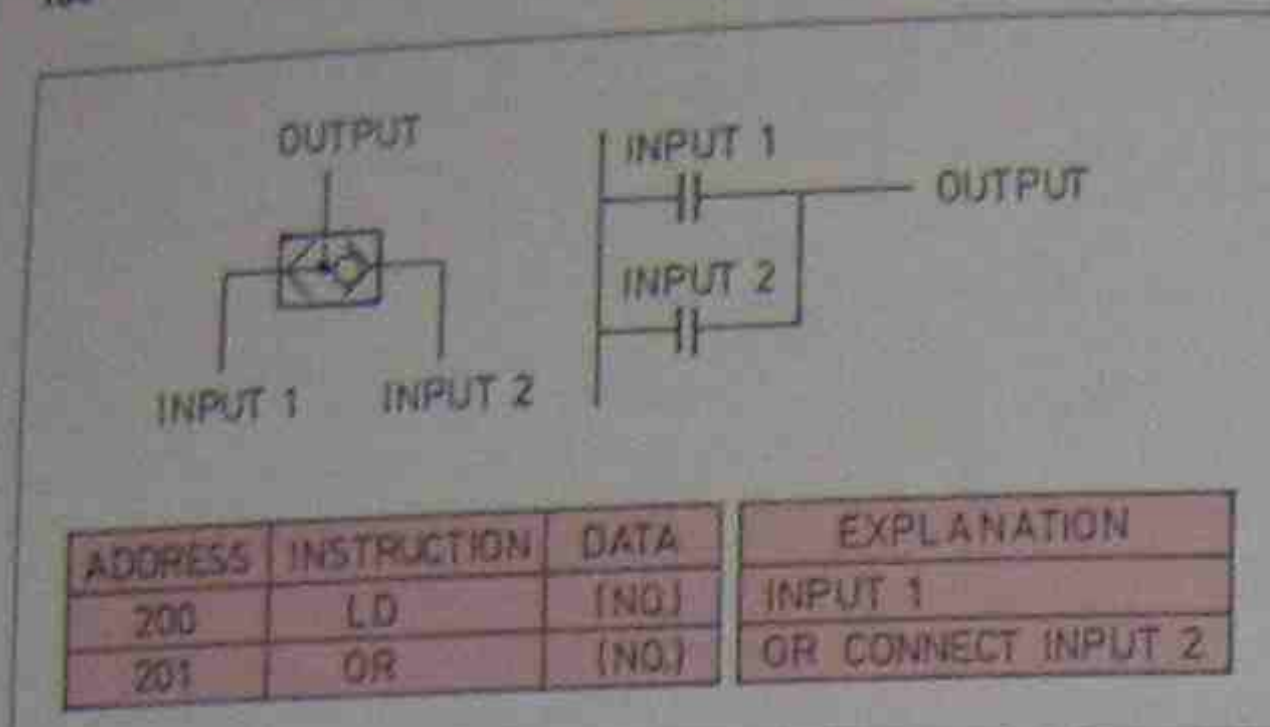 OUTPUT
INPUT 1
INPUT 2
INPUT 1
OUTPUT
INPUT 2
ADDRESS INSTRUCTION DATA EXPLANATION
200 LD (NO.) INPUT 1
201 OR (NO.) OR CONNECT INPUT 2